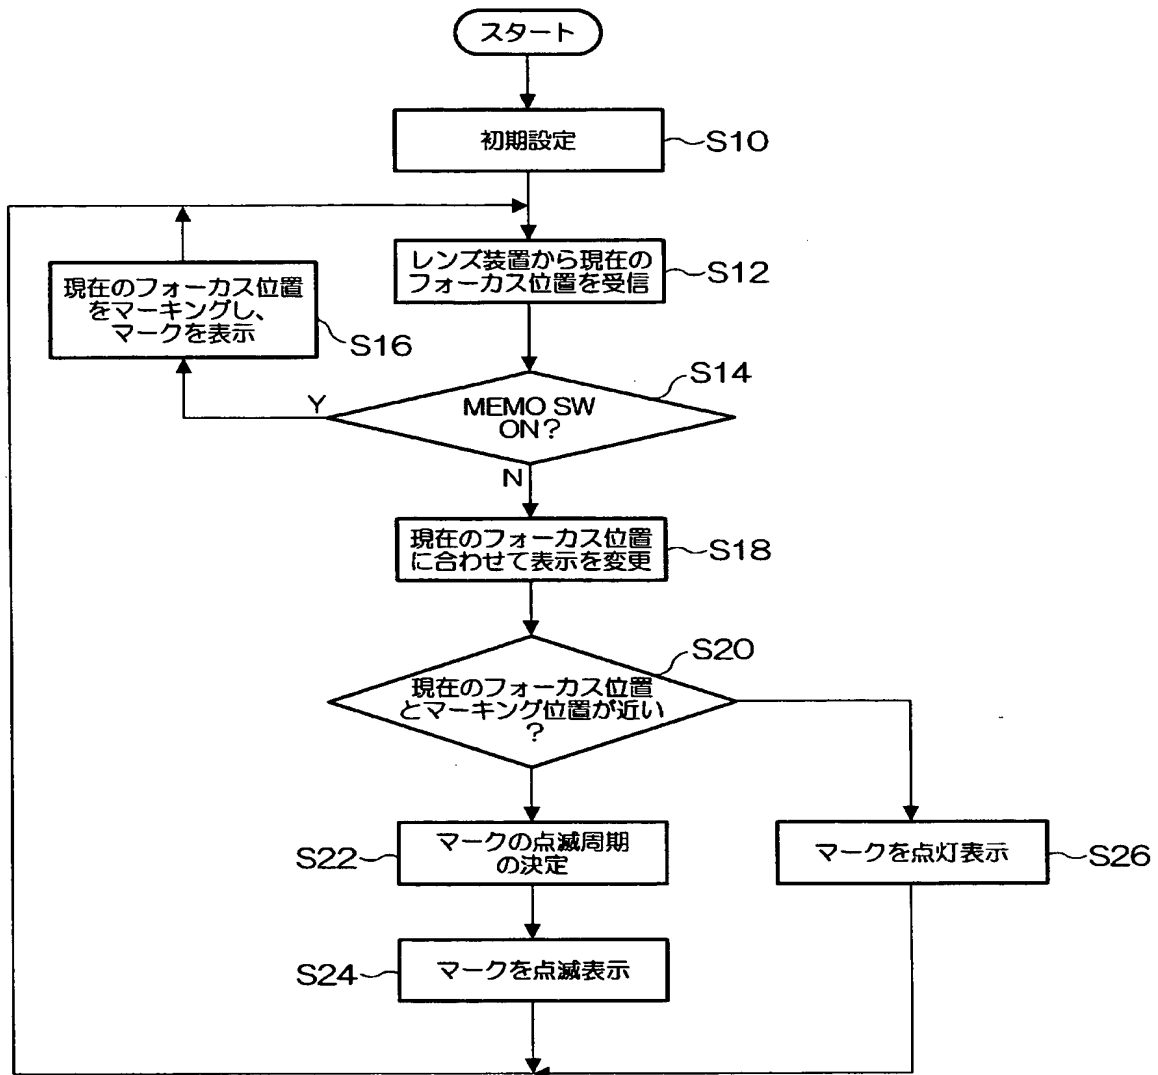 スタート
初期設定
S10
レンズ装置から現在の
フォーカス位置を受信
S12
現在のフォーカス位置
をマーキングし、
マークを表示
S16
S14
MEMO SW
ON?
Y
N
現在のフォーカス位置
に合わせて表示を変更
S18
S20
現在のフォーカス位置
とマーキング位置が近い
?
マークの点滅周期
の決定
S22
マークを点灯表示
S26
マークを点滅表示
S24